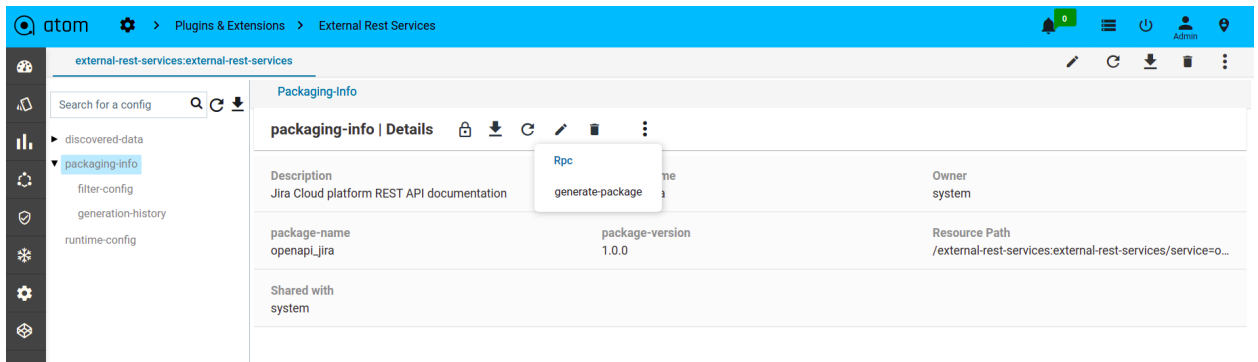 atom > Plugins & Extensions > External Rest Services
0
Admin
external-rest-services:external-rest-services
Search for a config
discovered-data
packaging-info
filter-config
generation-history
runtime-config
Packaging-Info
packaging-info | Details
Rpc
generate-package
Description
Jira Cloud platform REST API documentation
Owner
system
package-name
openapi_jira
package-version
1.0.0
Resource Path
/external-rest-services:external-rest-services/service=o...
Shared with
system